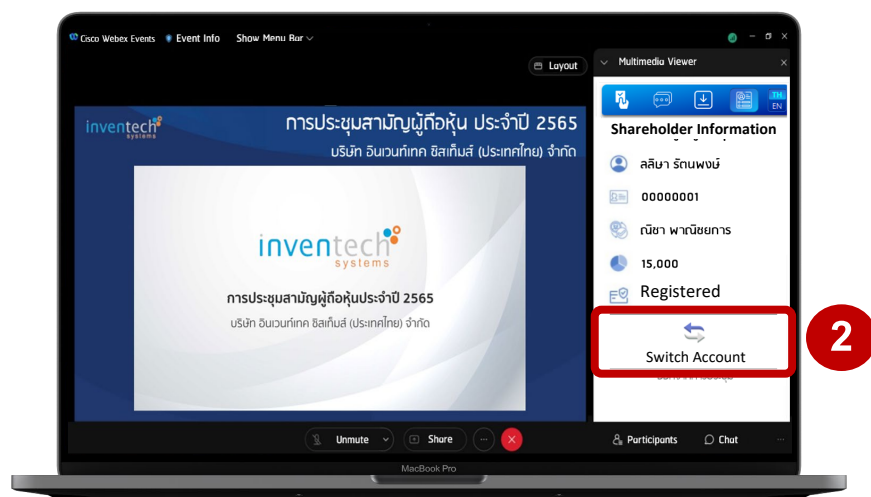 Cisco Webex Events Event Info Show Menu Bar
Layout
Multimedia Viewer
inventech
systems
การประชุมสามัญผู้ถือหุ้น ประจำปี 2565
บริษัท อินเวนท์เทค ซิสเท็มส์ (ประเทศไทย) จำกัด
inventech
systems
การประชุมสามัญผู้ถือหุ้นประจำปี 2565
บริษัท อินเวนท์เทค ซิสเท็มส์ (ประเทศไทย) จำกัด
TH
EN
Shareholder Information
ลลิษา รัตนพงษ์
00000001
ณิชา พาณิชยการ
15,000
Registered
Switch Account
2
Unmute
Share
Participants
Chat
MacBook Pro